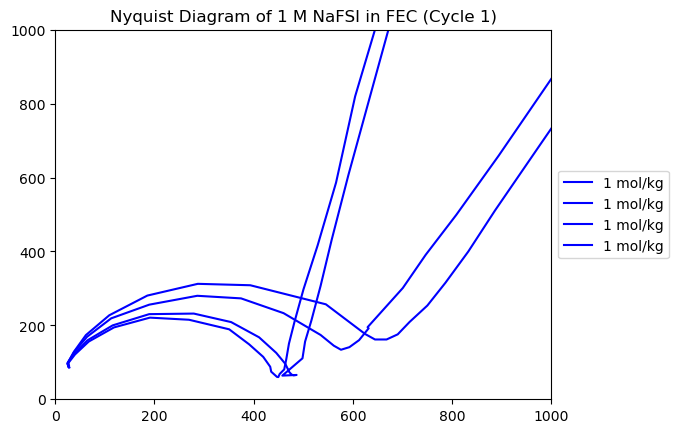 Nyquist Diagram of 1 M NaFSI in FEC (Cycle 1)
1000
800
600
400
200
0
0 200 400 600 800 1000
1 mol/kg
1 mol/kg
1 mol/kg
1 mol/kg